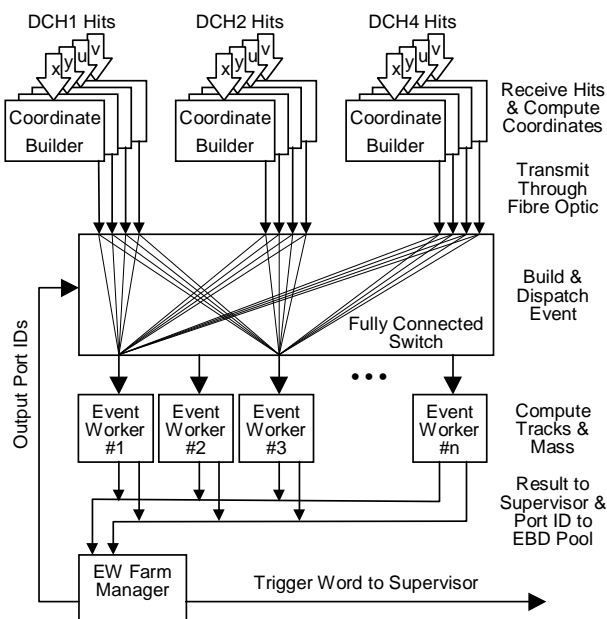 DCH1 Hits
DCH2 Hits
DCH4 Hits
x y u v
x y u v
x y u v
Coordinate
Builder
Coordinate
Builder
Coordinate
Builder
Receive Hits
& Compute
Coordinates
Transmit
Through
Fibre Optic
Build &
Dispatch
Event
Fully Connected
Switch
Output Port IDs
Event
Worker
#1
Event
Worker
#2
Event
Worker
#3
•••
Event
Worker
#n
Compute
Tracks &
Mass
Result to
Supervisor &
Port ID to
EBD Pool
EW Farm
Manager
Trigger Word to Supervisor